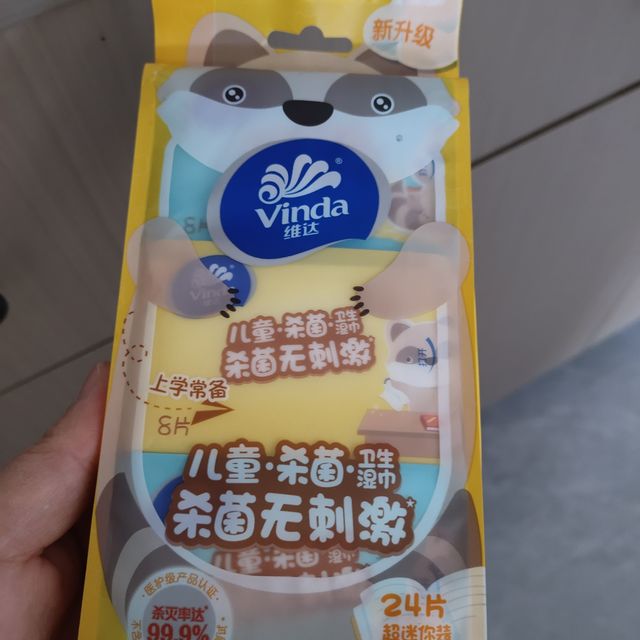 新升级
Vinda
维达
8片
Vinda
儿童·杀菌·卫生湿巾
杀菌无刺激
上学常备
8片
儿童·杀菌·卫生湿巾
杀菌无刺激
医护级产品认证
杀灭率达
99.9%
24片
超迷你装